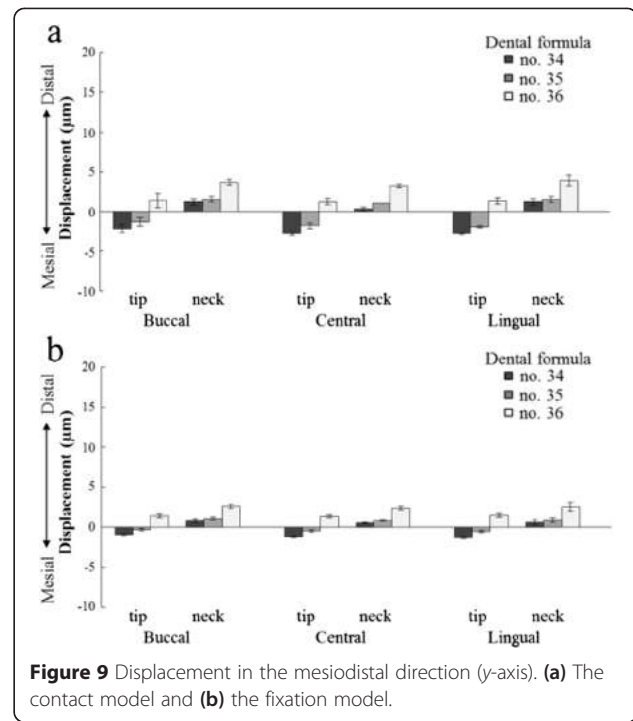 a
Dental formula
no. 34
no. 35
no. 36
Mesial Distal
Displacement (μm)
20
15
10
5
0
-5
-10
tip neck tip neck tip neck
Buccal Central Lingual
b
Dental formula
no. 34
no. 35
no. 36
Mesial Distal
Displacement (μm)
20
15
10
5
0
-5
-10
tip neck tip neck tip neck
Buccal Central Lingual
Figure 9 Displacement in the mesiodistal direction (y-axis). (a) The
contact model and (b) the fixation model.